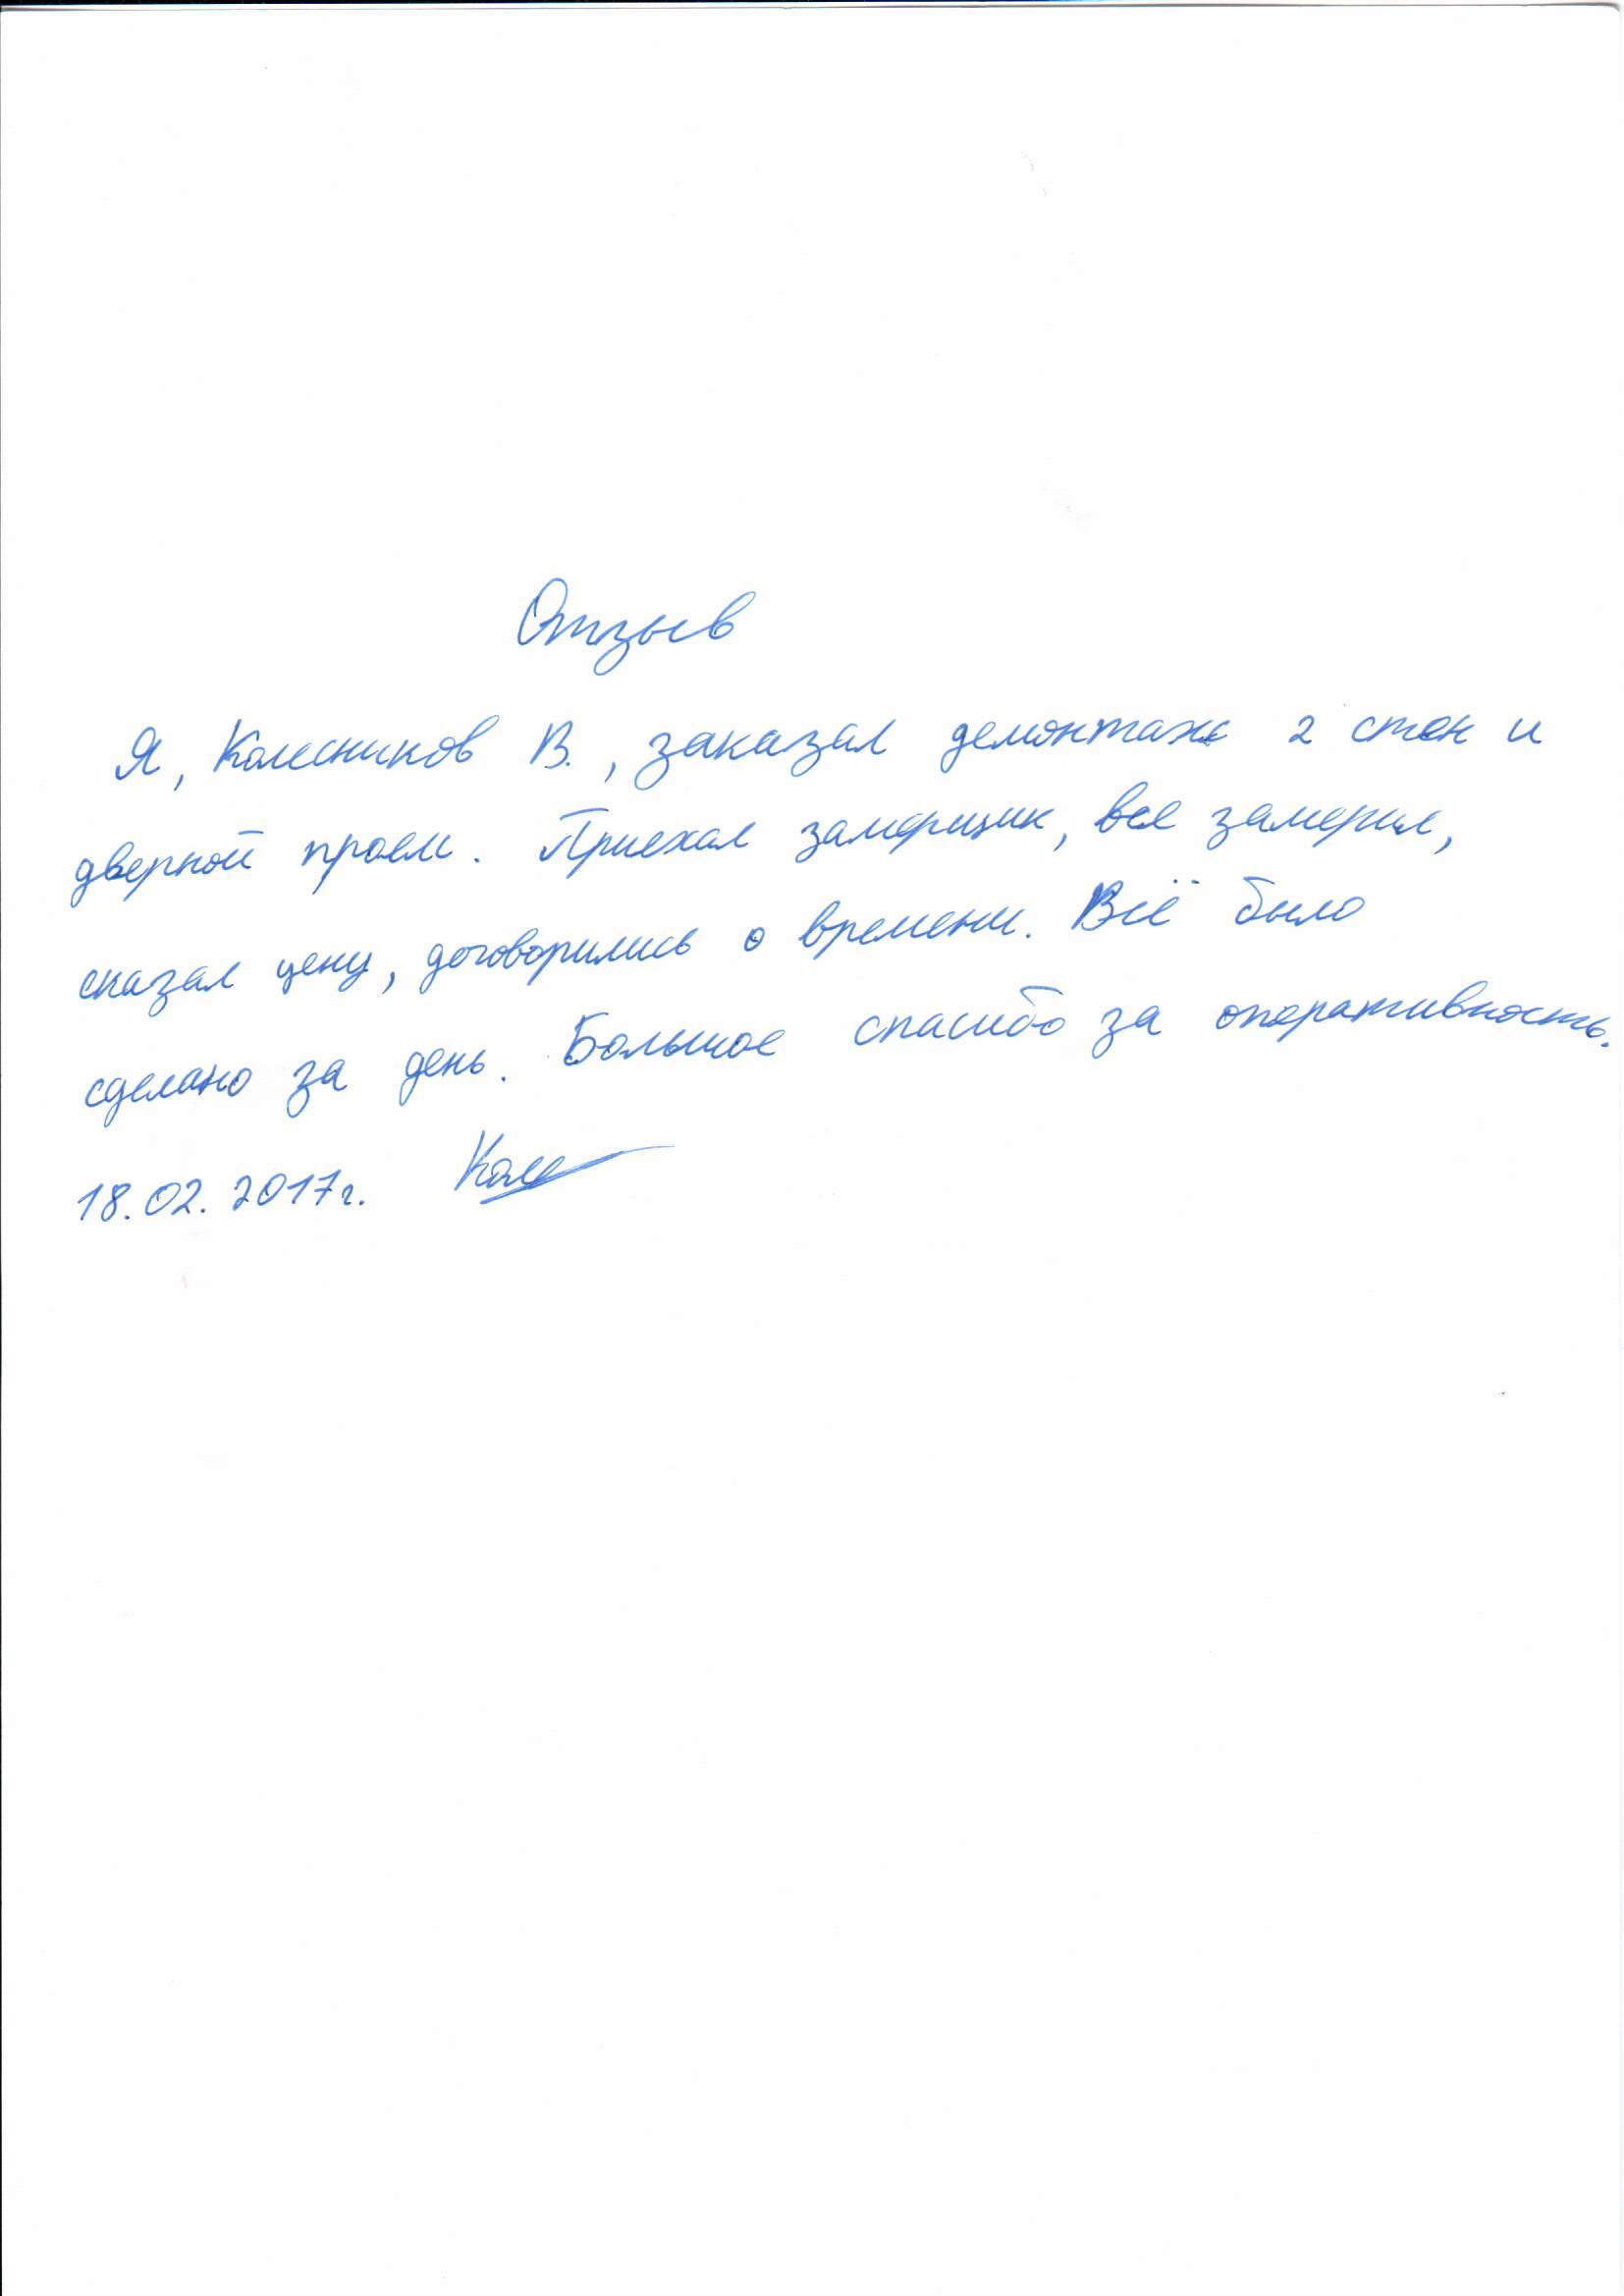 Отзыв
Я, Колесников В., заказал демонтаж 2 стен и
дверной проем. Приехал замерщик, все замерил,
сказал цену, договорились о времени. Всё было
сделано за день. Большое спасибо за оперативность.
18.02.2017г. Коле